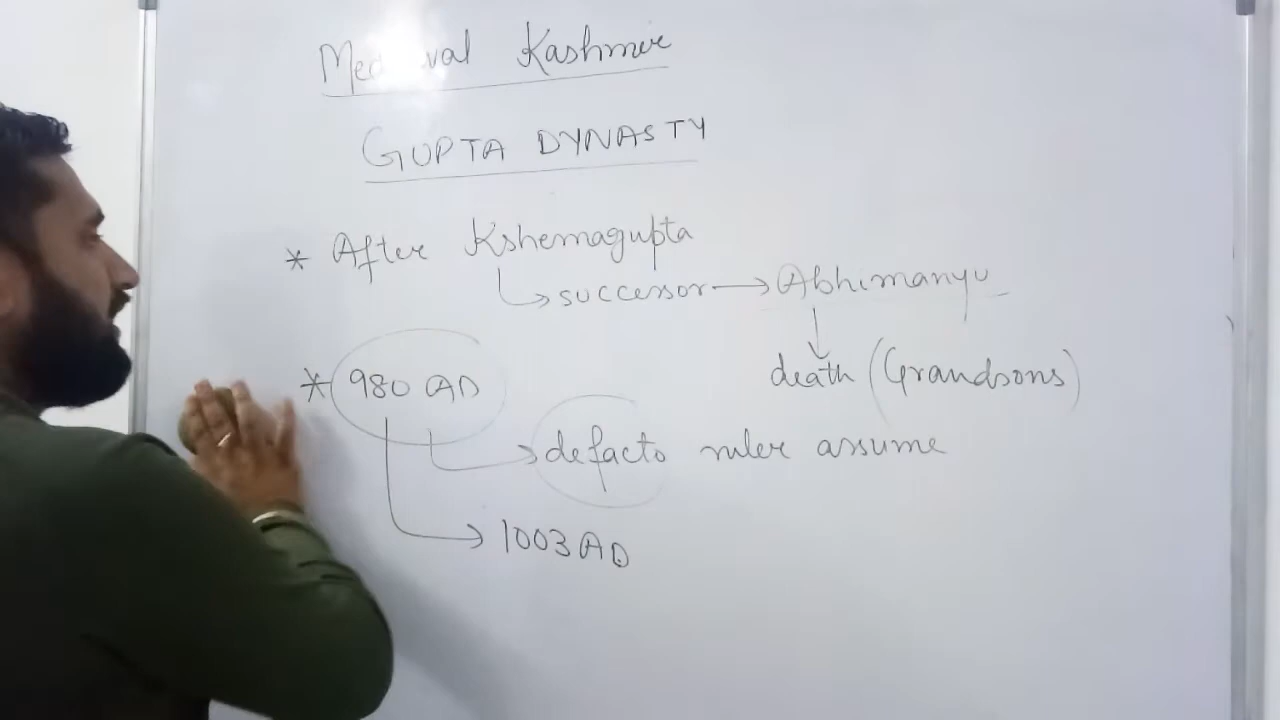 Medieval Kashmir
GUPTA DYNASTY
* After Kshemagupta
↳ successor → Abhimanyu
↓
death (Grandsons)
* 980 AD
→ defacto ruler assume
→ 1003 AD